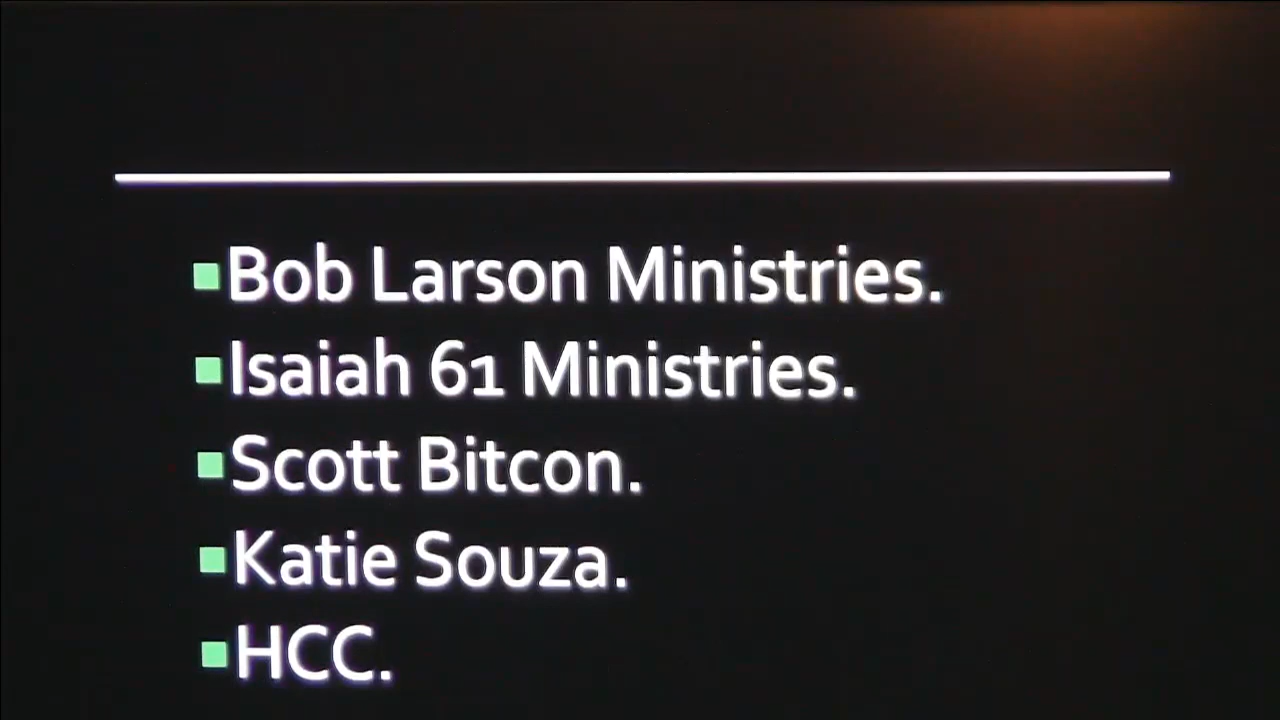 Bob Larson Ministries.
Isaiah 61 Ministries.
Scott Bitcon.
Katie Souza.
HCC.